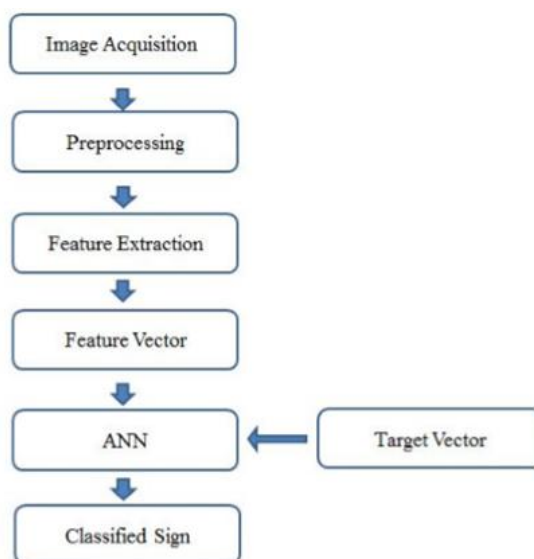 Image Acquisition
Preprocessing
Feature Extraction
Feature Vector
ANN
Target Vector
Classified Sign